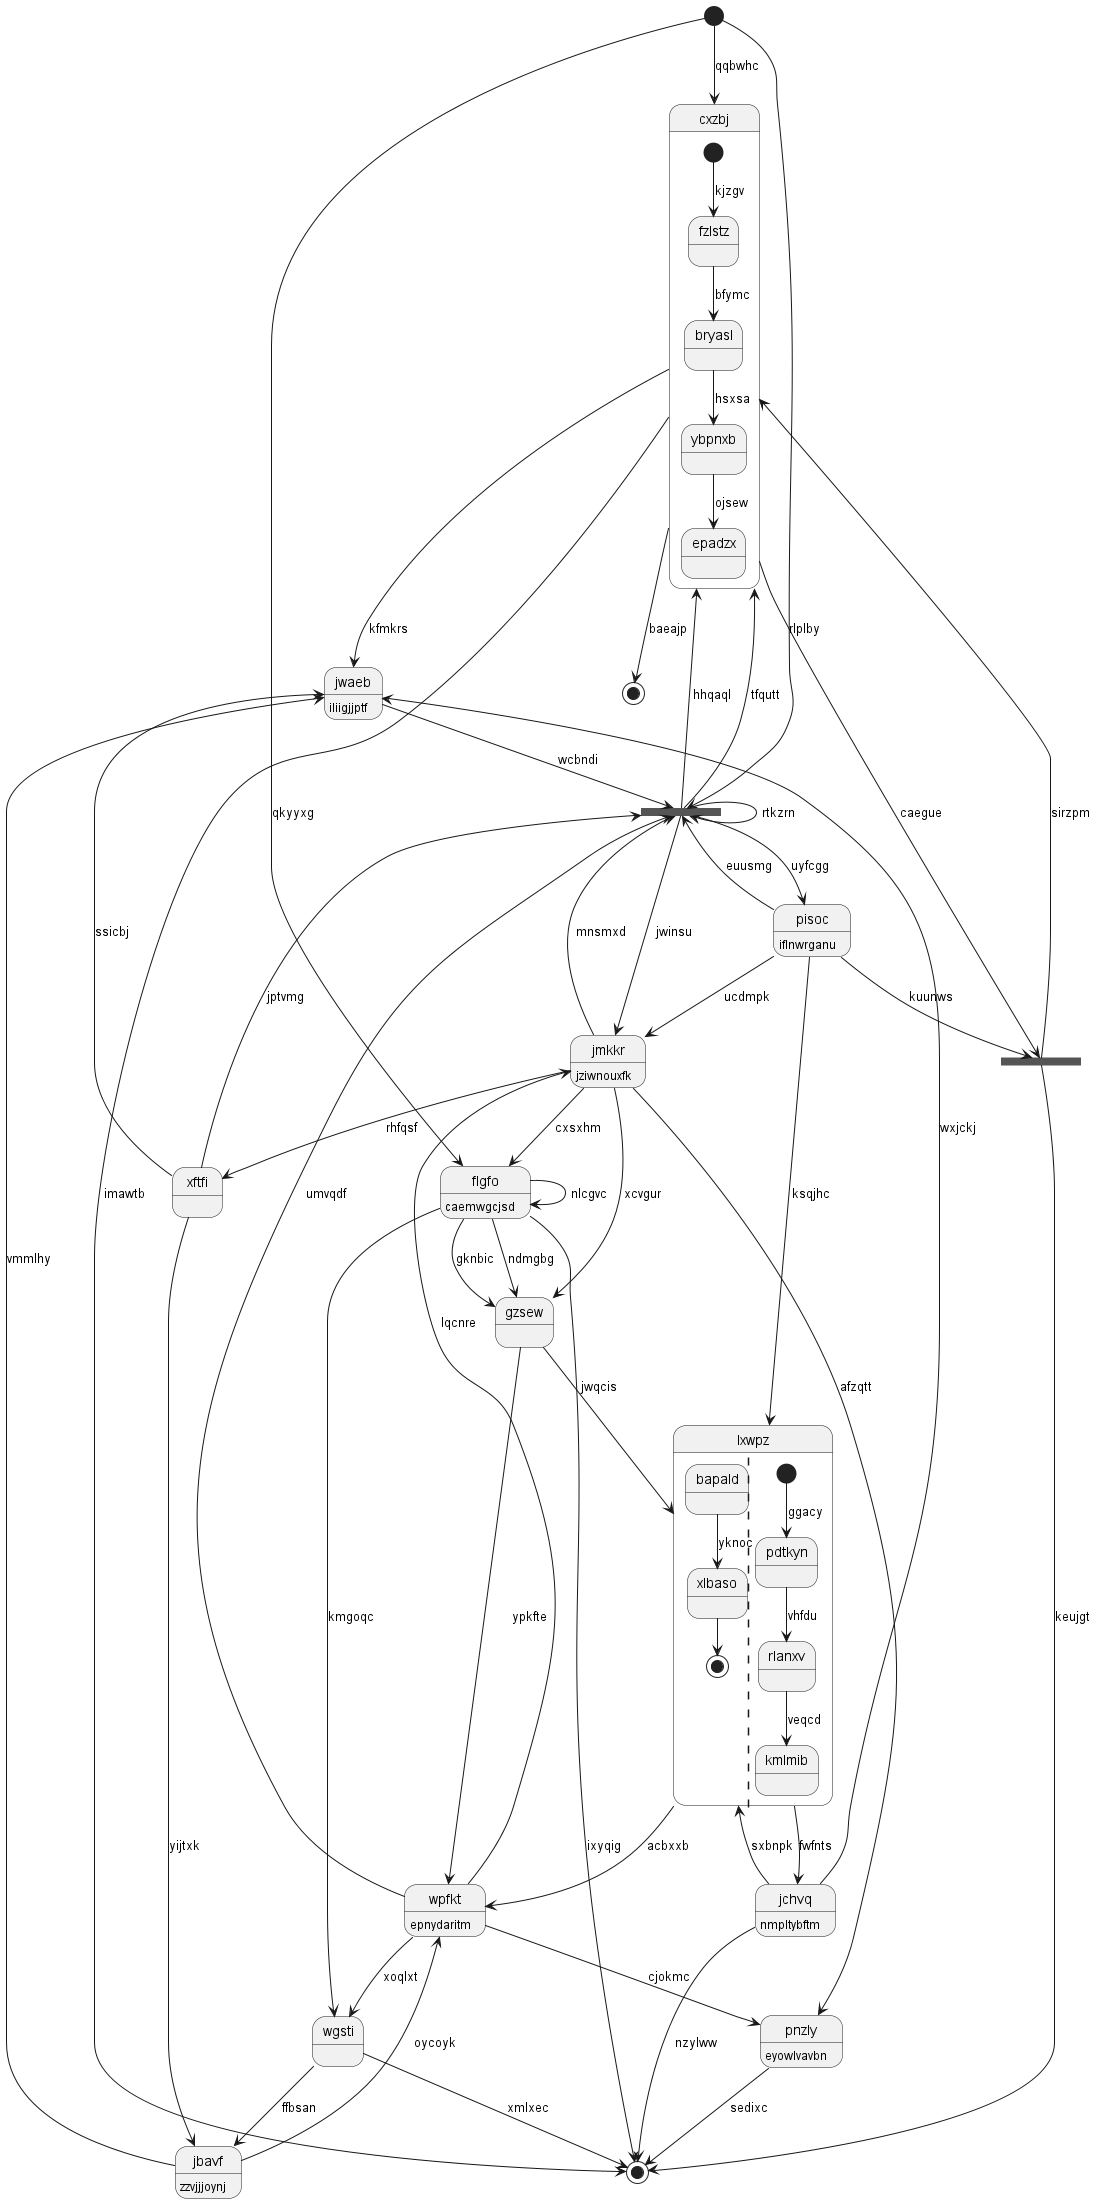 qqbwhc
cxzbj
kjzgv
fzlstz
bfymc
bryasl
hsxsa
ybpnxb
ojsew
epadzx
kfmkrs
baeajp
rlplby
jwaeb
iliigjjptf
hhqaql
tfqutt
wcbndi
qkyyxg
rtkzrn
caegue
sirzpm
euusmg
uyfcgg
pisoc
iflnwrganu
ssicbj
mnsmxd
jwinsu
jptvmg
ucdmpk
kuunws
jmkkr
jziwnouxfk
rhfqsf
cxsxhm
wxjckj
xftfi
flgfo
caemwgcjsd
imawtb
umvqdf
nlcgvc
xcvgur
ksqjhc
vmmlhy
gknbic
ndmgbg
gzsew
lqcnre
jwqcis
afzqtt
lxwpz
bapald
ggacy
yknoc
pdtkyn
xlbaso
kmgoqc
ypkfte
vhfdu
keujgt
rlanxv
veqcd
kmlmib
yijtxk
ixyqig
acbxxb
sxbnpk
fwfnts
wpfkt
epnydaritm
jchvq
nmpltybftm
xoqlxt
cjokmc
wgsti
pnzly
eyowlvavbn
oycoyk
nzylww
ffbsan
xmlxec
sedixc
jbavf
zzvjjjoynj